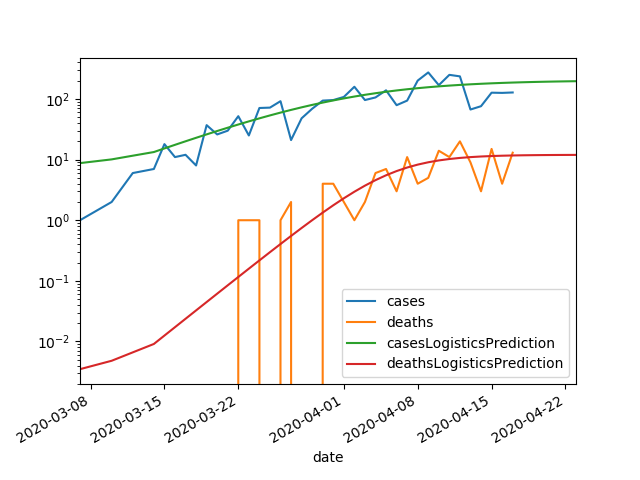 10²
10¹
10⁰
10⁻¹
10⁻²
cases
deaths
casesLogisticsPrediction
deathsLogisticsPrediction
2020-03-08
2020-03-15
2020-03-22
2020-04-01
2020-04-08
2020-04-15
2020-04-22
date